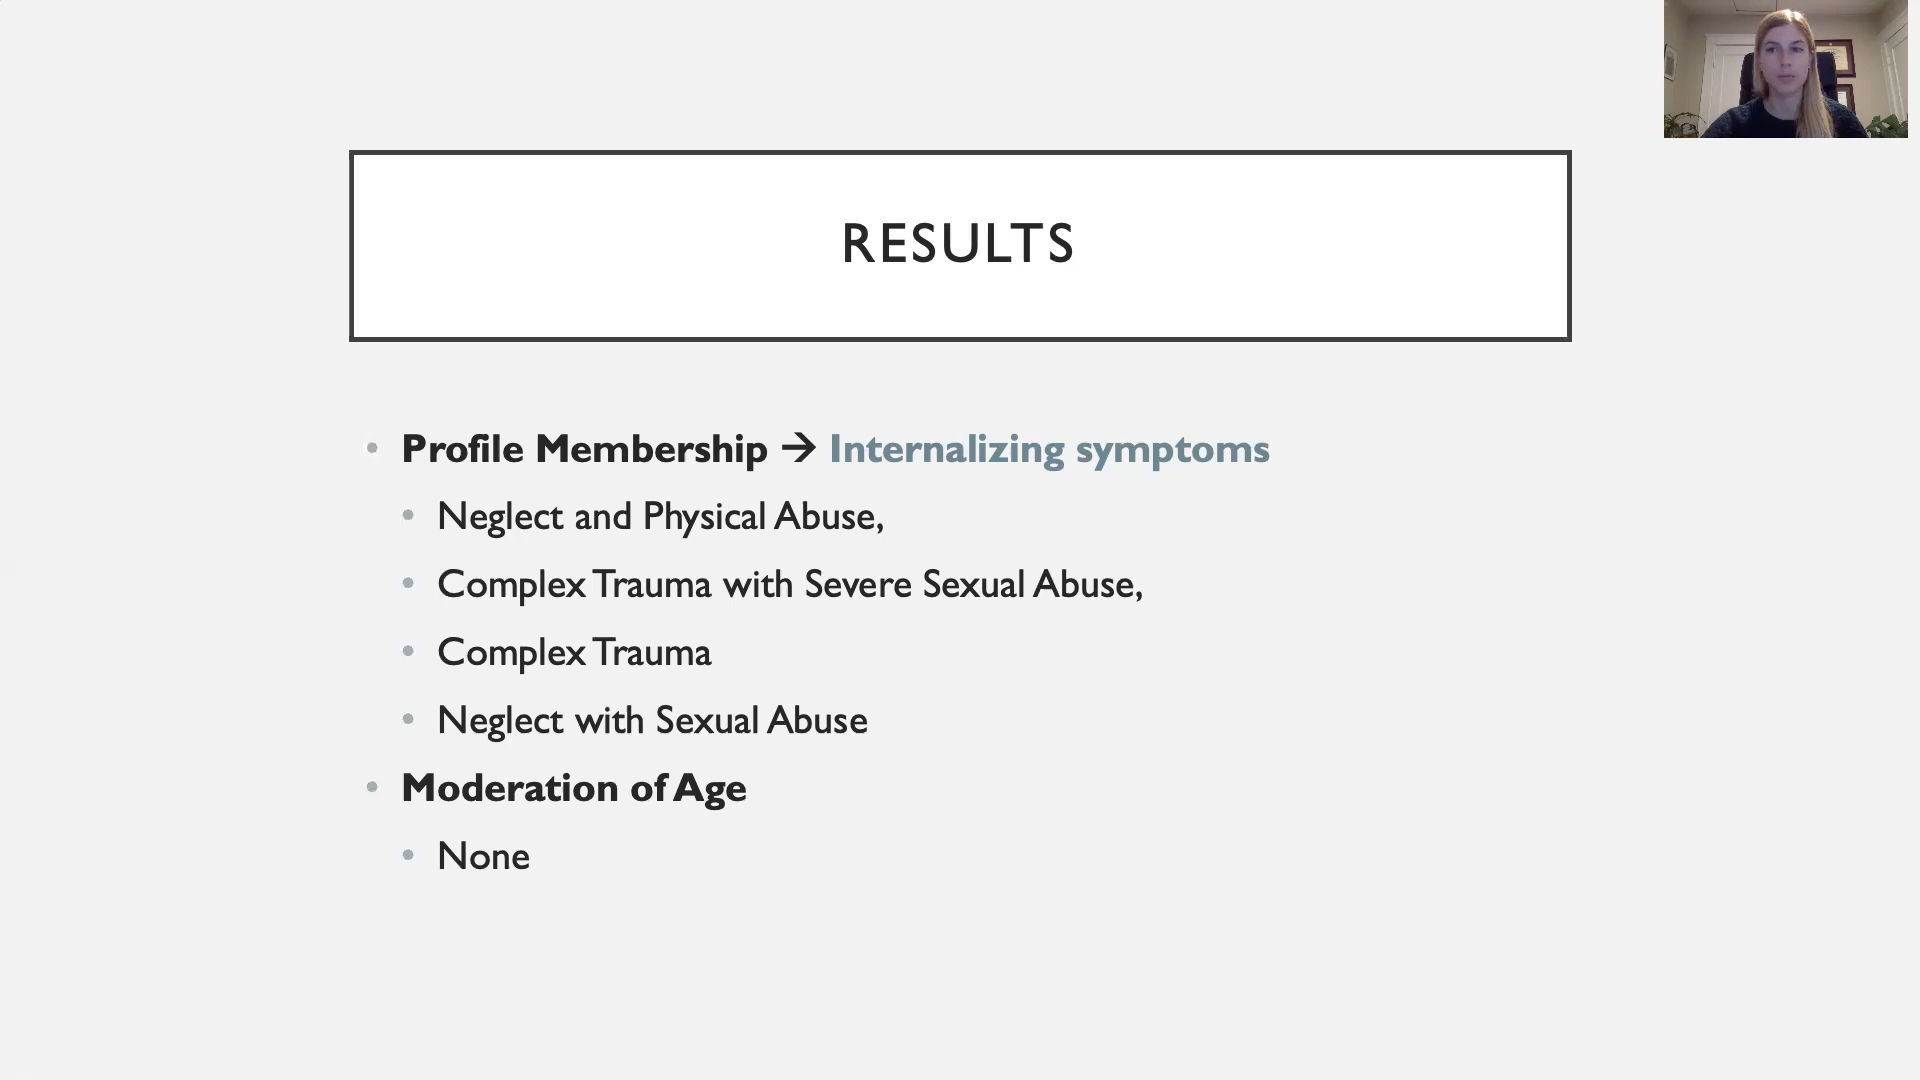 RESULTS
• Profile Membership → Internalizing symptoms
• Neglect and Physical Abuse,
• Complex Trauma with Severe Sexual Abuse,
• Complex Trauma
• Neglect with Sexual Abuse
• Moderation of Age
• None